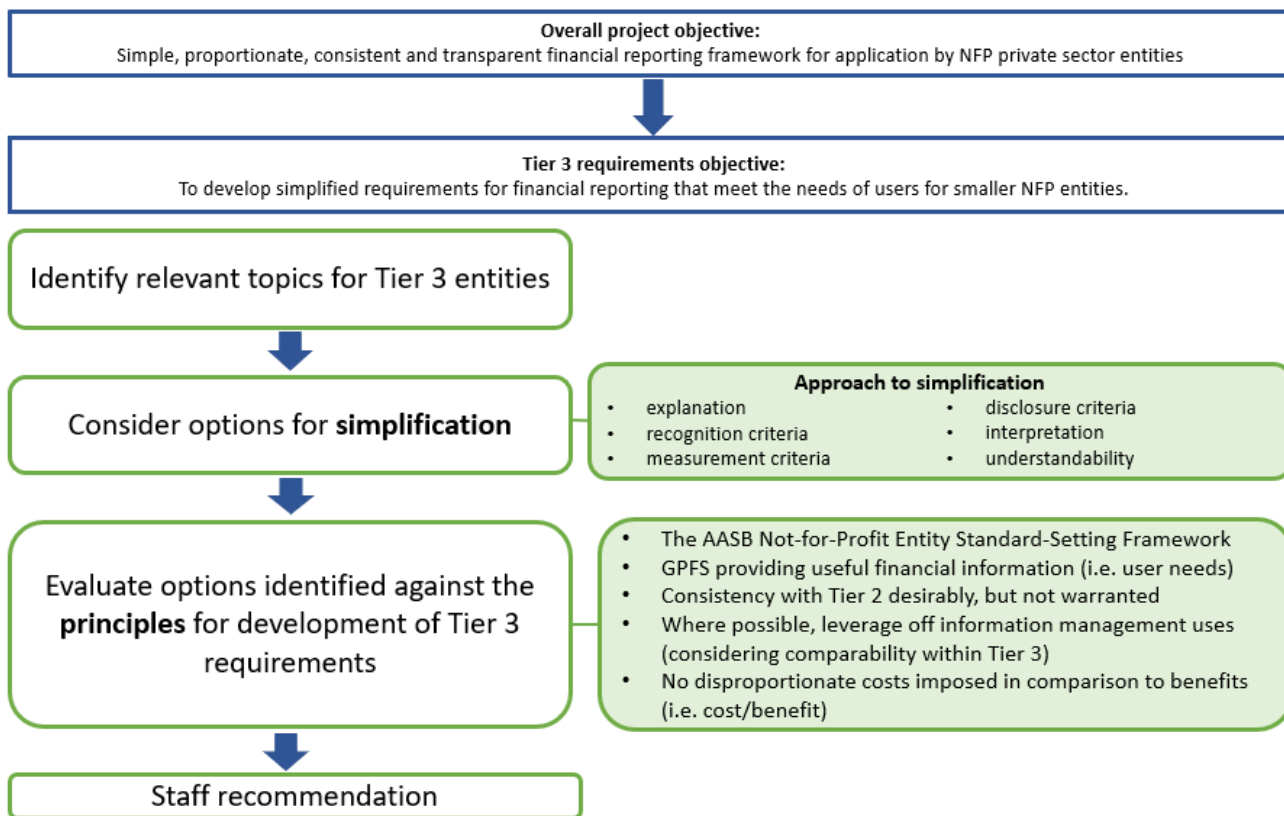 Overall project objective:
Simple, proportionate, consistent and transparent financial reporting framework for application by NFP private sector entities
Tier 3 requirements objective:
To develop simplified requirements for financial reporting that meet the needs of users for smaller NFP entities.
Identify relevant topics for Tier 3 entities
Consider options for simplification
Approach to simplification
• explanation
• recognition criteria
• measurement criteria
• disclosure criteria
• interpretation
• understandability
Evaluate options identified against the
principles for development of Tier 3
requirements
• The AASB Not-for-Profit Entity Standard-Setting Framework
• GPFS providing useful financial information (i.e. user needs)
• Consistency with Tier 2 desirably, but not warranted
• Where possible, leverage off information management uses
(considering comparability within Tier 3)
• No disproportionate costs imposed in comparison to benefits
(i.e. cost/benefit)
Staff recommendation